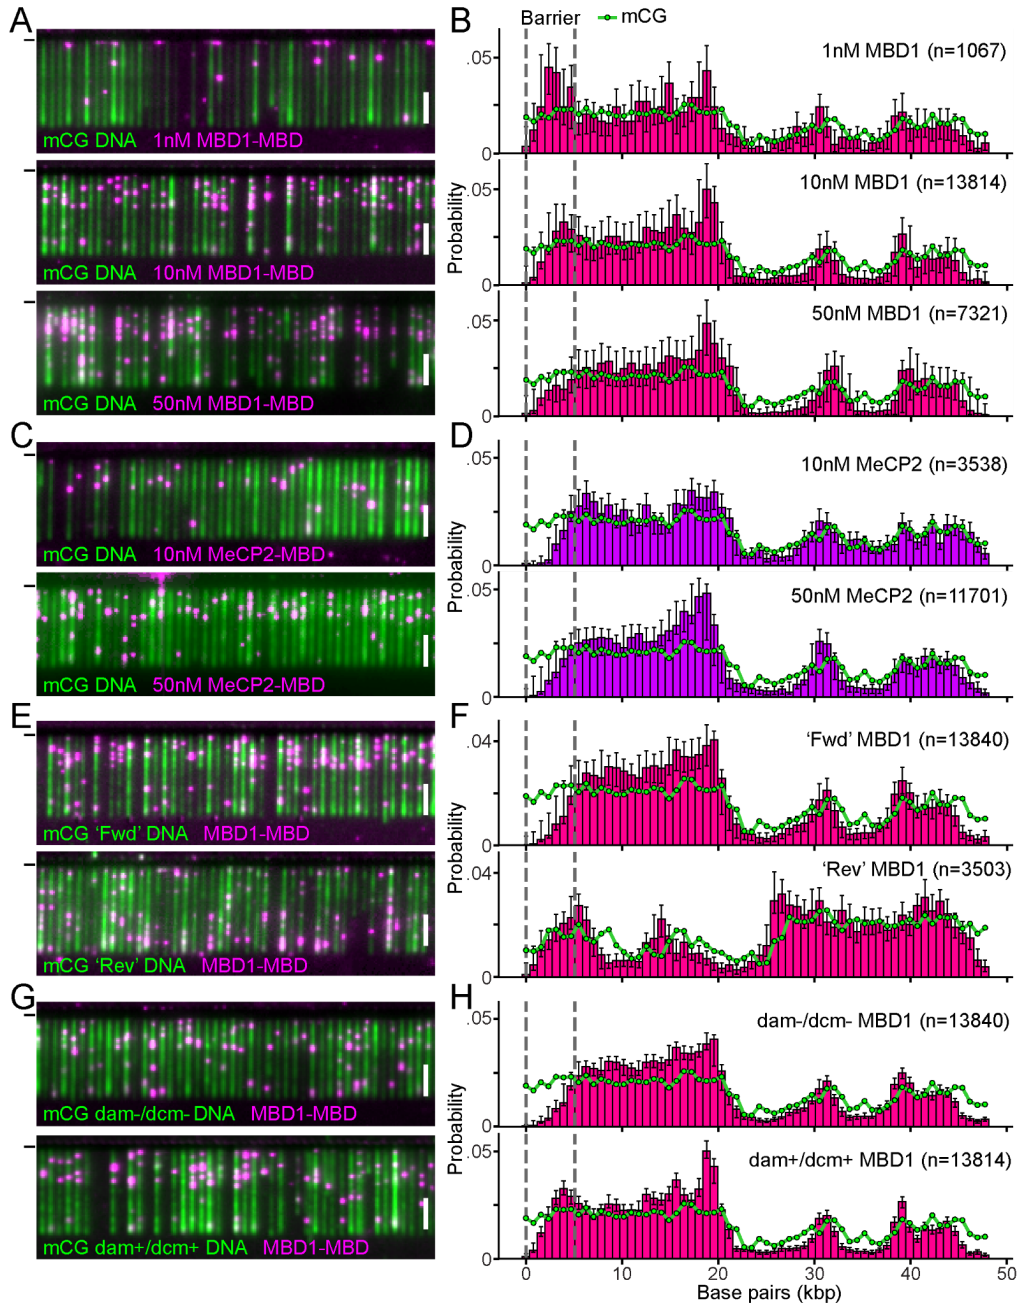 A
mCG DNA 1nM MBD1-MBD
mCG DNA 10nM MBD1-MBD
mCG DNA 50nM MBD1-MBD
B
Barrier
mCG
1nM MBD1 (n=1067)
.05
0
10nM MBD1 (n=13814)
.05
0
50nM MBD1 (n=7321)
.05
0
Probability
C
mCG DNA 10nM MeCP2-MBD
mCG DNA 50nM MeCP2-MBD
D
10nM MeCP2 (n=3538)
.05
0
50nM MeCP2 (n=11701)
.05
0
Probability
E
mCG ‘Fwd’ DNA MBD1-MBD
mCG ‘Rev’ DNA MBD1-MBD
F
‘Fwd’ MBD1 (n=13840)
.04
0
‘Rev’ MBD1 (n=3503)
.04
0
Probability
G
mCG dam-/dcm- DNA MBD1-MBD
mCG dam+/dcm+ DNA MBD1-MBD
H
dam-/dcm- MBD1 (n=13840)
.05
0
dam+/dcm+ MBD1 (n=13814)
.05
0
Probability
0 10 20 30 40 50
Base pairs (kbp)